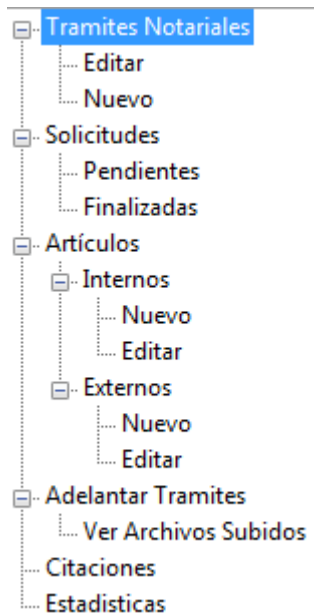 Tramites Notariales
Editar
Nuevo
Solicitudes
Pendientes
Finalizadas
Artículos
Internos
Nuevo
Editar
Externos
Nuevo
Editar
Adelantar Tramites
Ver Archivos Subidos
Citaciones
Estadisticas